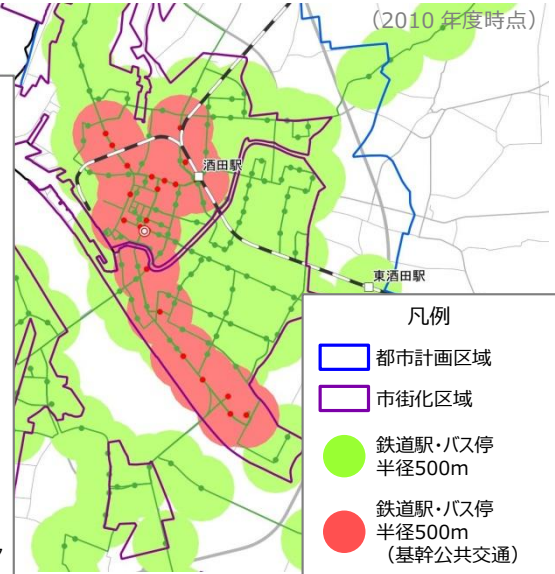 (2010 年度時点)
酒田駅
東酒田駅
凡例
都市計画区域
市街化区域
鉄道駅・バス停
半径500m
鉄道駅・バス停
半径500m
(基幹公共交通)